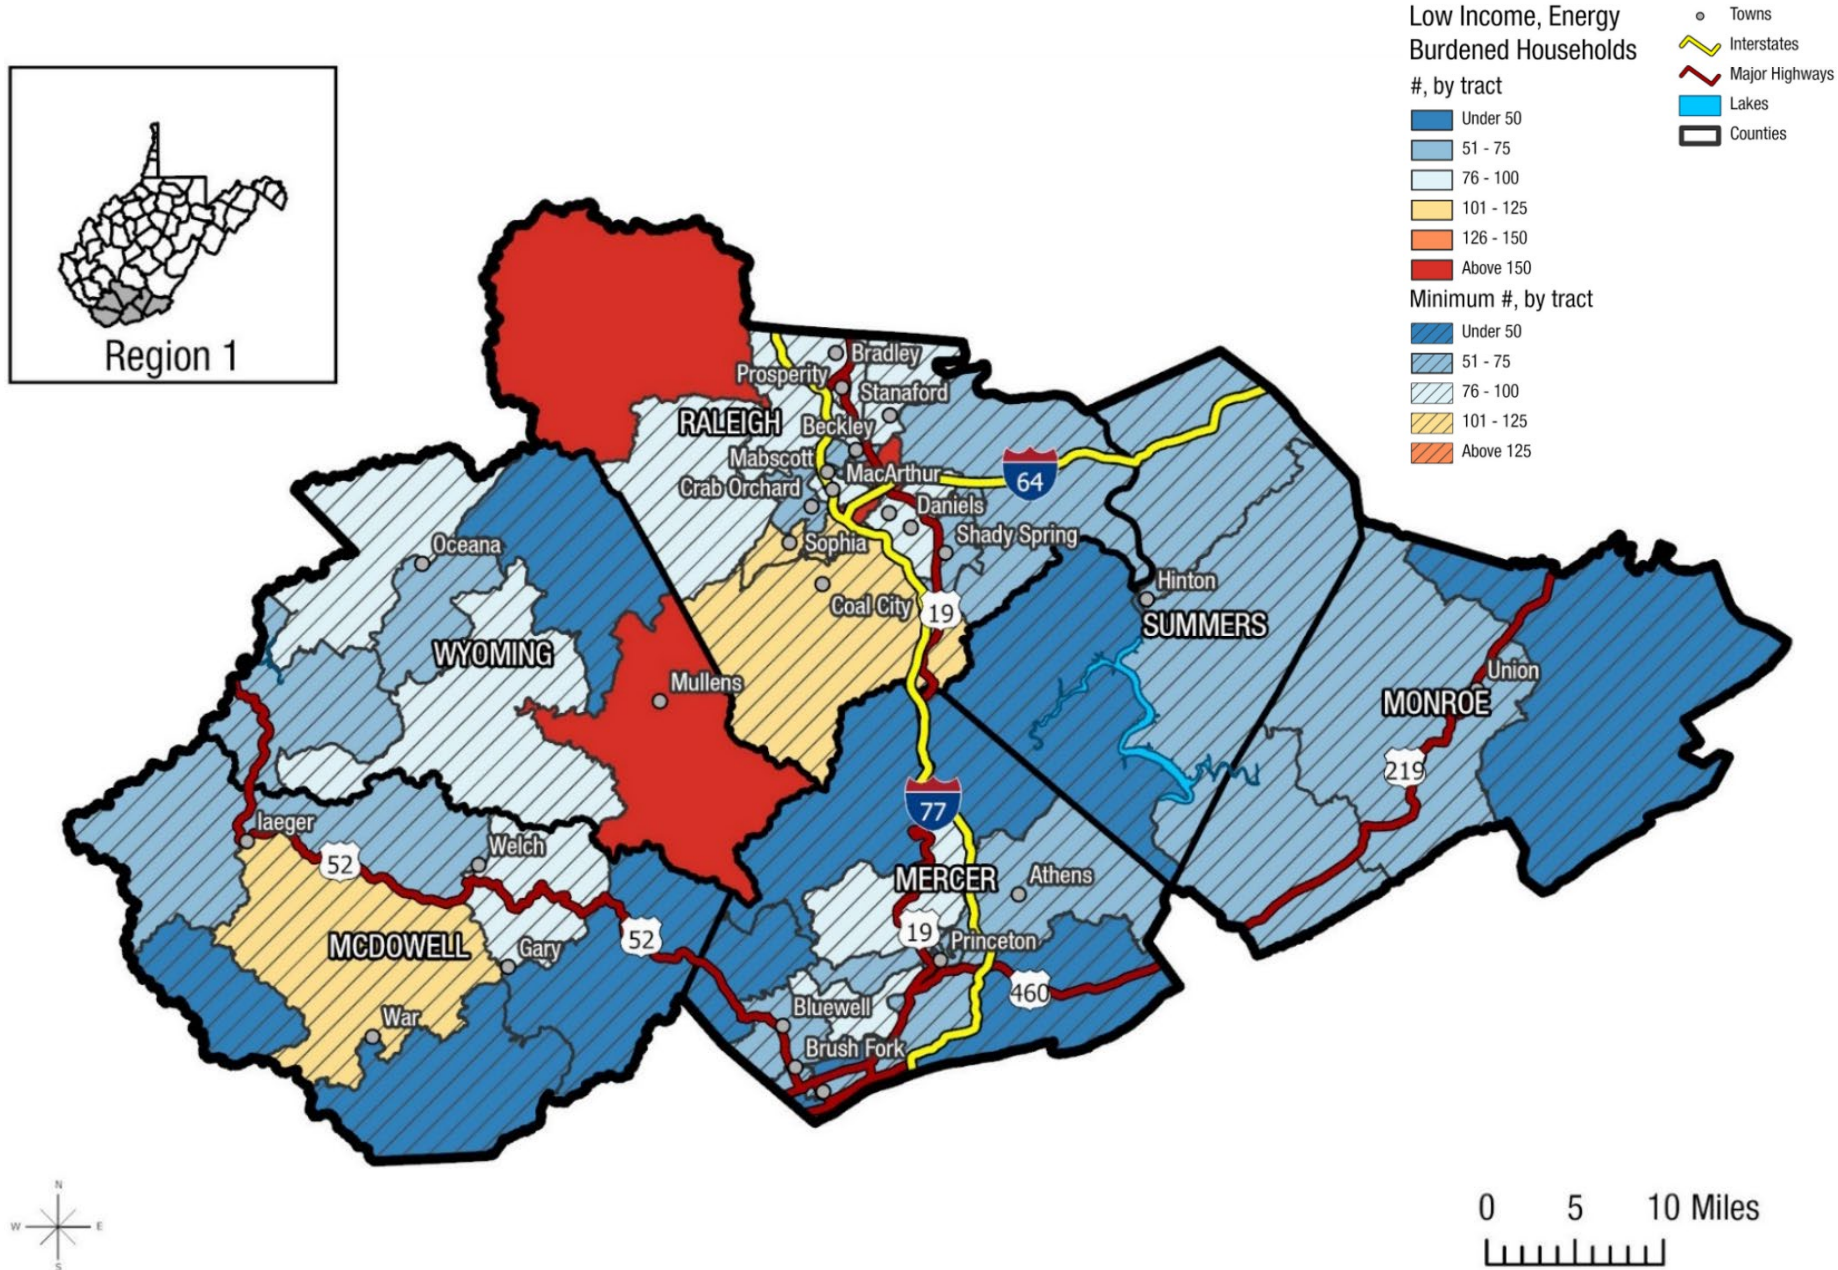 Low Income, Energy
Burdened Households
#, by tract
Under 50
51 - 75
76 - 100
101 - 125
126 - 150
Above 150
Minimum #, by tract
Under 50
51 - 75
76 - 100
101 - 125
Above 125
Towns
Interstates
Major Highways
Lakes
Counties
Region 1
Bradley
Prosperity
Stanaford
RALEIGH
Beckley
Mabscott
MacArthur
64
Crab Orchard
Daniels
Sophia
Shady Spring
Oceana
Hinton
Coal City
19
SUMMERS
WYOMING
Mullens
Union
MONROE
219
77
Iaeger
Welch
52
MERCER
Athens
19
MCDOWELL
Gary
52
Princeton
460
War
Bluewell
Brush Fork
N
W
E
S
0 5 10 Miles